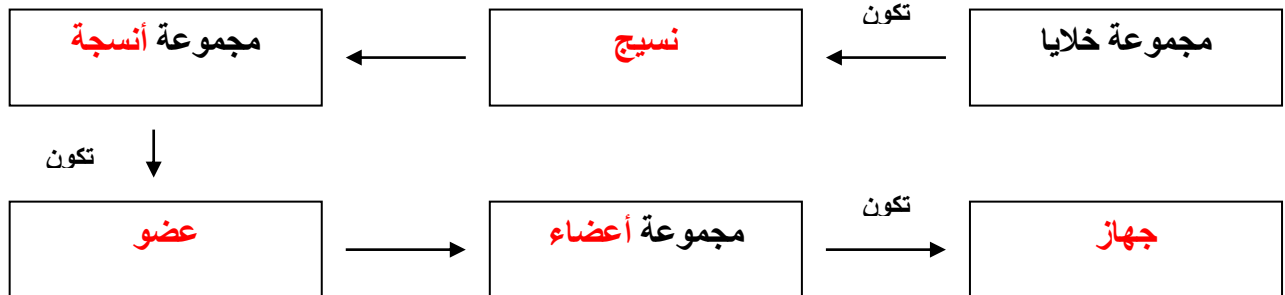 مجموعة خلايا
تكون
نسيج
مجموعة أنسجة
تكون
عضو
مجموعة أعضاء
تكون
جهاز